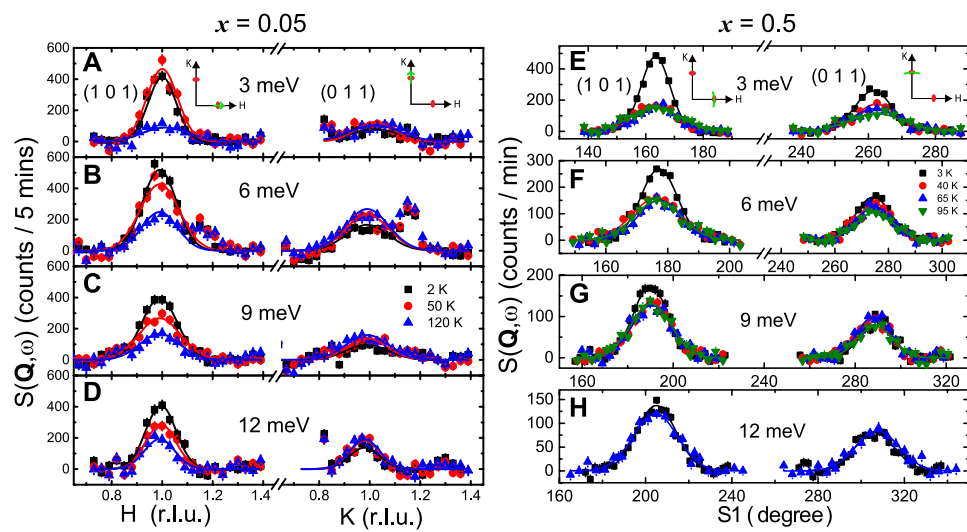 x = 0.05
x = 0.5
S(Q,ω) (counts / 5 mins)
A
(1 0 1)
3 meV
(0 1 1)
K
H
K
H
600
400
200
0
B
6 meV
600
400
200
0
C
9 meV
2 K
50 K
120 K
600
400
200
0
D
12 meV
600
400
200
0
0.8 1.0 1.2 1.4 0.8 1.0 1.2 1.4
H (r.l.u.) K (r.l.u.)
S(Q,ω) (counts / min)
E
(1 0 1)
3 meV
(0 1 1)
K
H
K
H
400
200
0
140 160 180 240 260 280
F
6 meV
3 K
40 K
65 K
95 K
300
200
100
0
160 180 200 260 280 300
G
9 meV
200
100
0
160 200 240 280 320
H
12 meV
150
125
100
75
50
25
0
160 200 240 280 320
S1 (degree)